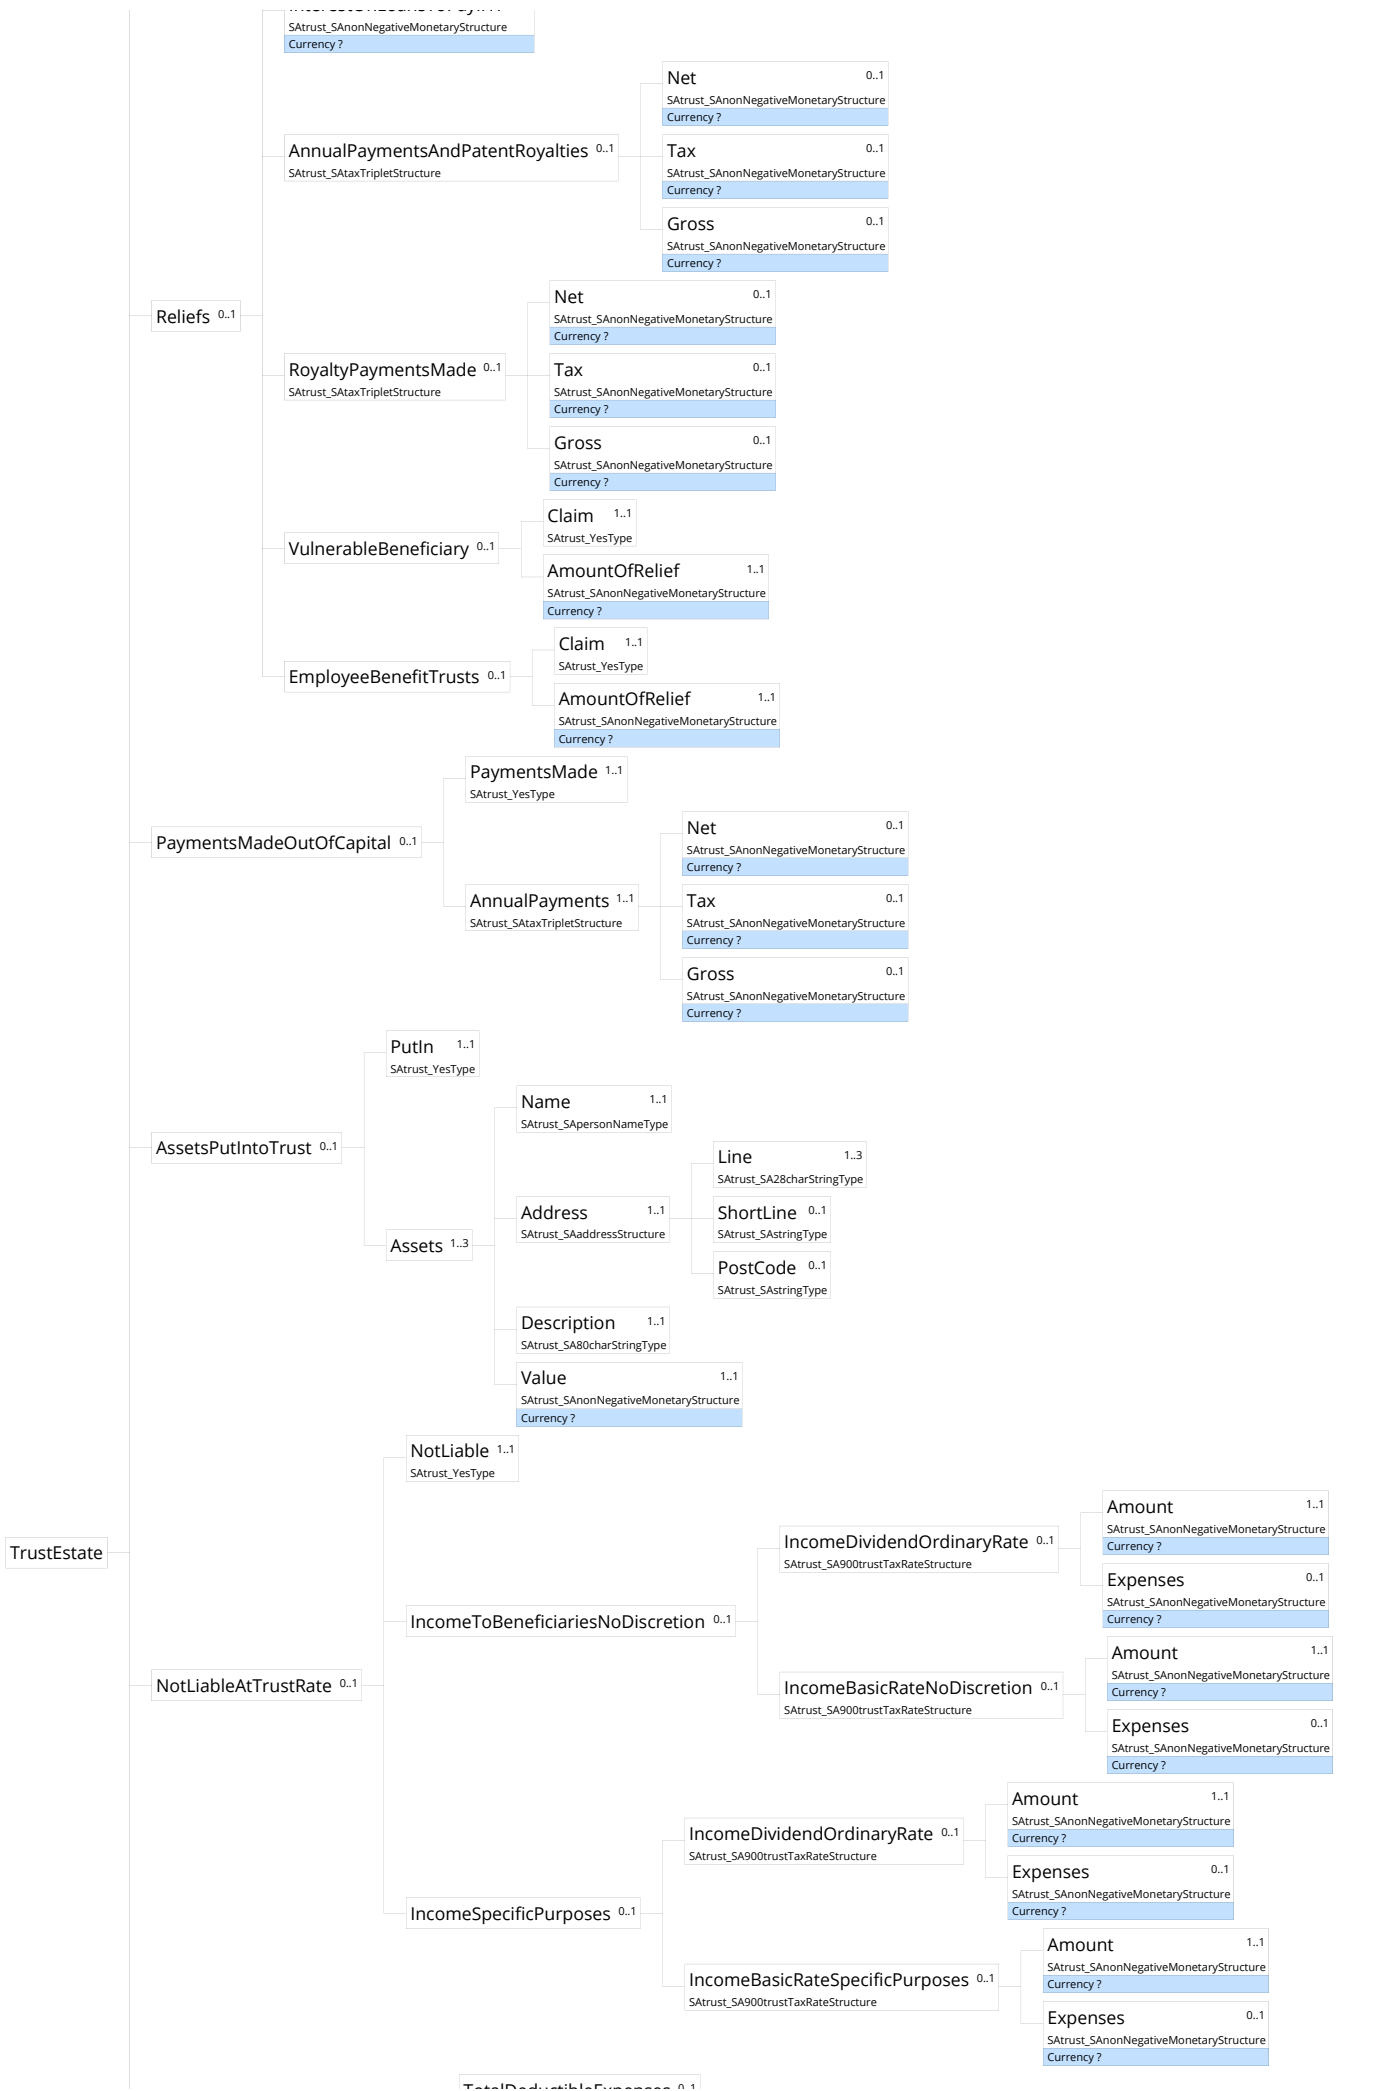 SAtrust_SAnonNegativeMonetaryStructure
Currency ?
Net 0..1
SAtrust_SAnonNegativeMonetaryStructure
Currency ?
AnnualPaymentsAndPatentRoyalties 0..1
SAtrust_SAtaxTripletStructure
Tax 0..1
SAtrust_SAnonNegativeMonetaryStructure
Currency ?
Gross 0..1
SAtrust_SAnonNegativeMonetaryStructure
Currency ?
Reliefs 0..1
Net 0..1
SAtrust_SAnonNegativeMonetaryStructure
Currency ?
RoyaltyPaymentsMade 0..1
SAtrust_SAtaxTripletStructure
Tax 0..1
SAtrust_SAnonNegativeMonetaryStructure
Currency ?
Gross 0..1
SAtrust_SAnonNegativeMonetaryStructure
Currency ?
VulnerableBeneficiary 0..1
Claim 1..1
SAtrust_YesType
AmountOfRelief 1..1
SAtrust_SAnonNegativeMonetaryStructure
Currency ?
EmployeeBenefitTrusts 0..1
Claim 1..1
SAtrust_YesType
AmountOfRelief 1..1
SAtrust_SAnonNegativeMonetaryStructure
Currency ?
PaymentsMadeOutOfCapital 0..1
PaymentsMade 1..1
SAtrust_YesType
AnnualPayments 1..1
SAtrust_SAtaxTripletStructure
Net 0..1
SAtrust_SAnonNegativeMonetaryStructure
Currency ?
Tax 0..1
SAtrust_SAnonNegativeMonetaryStructure
Currency ?
Gross 0..1
SAtrust_SAnonNegativeMonetaryStructure
Currency ?
AssetsPutIntoTrust 0..1
PutIn 1..1
SAtrust_YesType
Assets 1..3
Name 1..1
SAtrust_SApersonNameType
Address 1..1
SAtrust_SAaddressStructure
Line 1..3
SAtrust_SA28charStringType
ShortLine 0..1
SAtrust_SAstringType
PostCode 0..1
SAtrust_SAstringType
Description 1..1
SAtrust_SA80charStringType
Value 1..1
SAtrust_SAnonNegativeMonetaryStructure
Currency ?
TrustEstate
NotLiableAtTrustRate 0..1
NotLiable 1..1
SAtrust_YesType
IncomeToBeneficiariesNoDiscretion 0..1
IncomeDividendOrdinaryRate 0..1
SAtrust_SA900trustTaxRateStructure
Amount 1..1
SAtrust_SAnonNegativeMonetaryStructure
Currency ?
Expenses 0..1
SAtrust_SAnonNegativeMonetaryStructure
Currency ?
IncomeBasicRateNoDiscretion 0..1
SAtrust_SA900trustTaxRateStructure
Amount 1..1
SAtrust_SAnonNegativeMonetaryStructure
Currency ?
Expenses 0..1
SAtrust_SAnonNegativeMonetaryStructure
Currency ?
IncomeSpecificPurposes 0..1
IncomeDividendOrdinaryRate 0..1
SAtrust_SA900trustTaxRateStructure
Amount 1..1
SAtrust_SAnonNegativeMonetaryStructure
Currency ?
Expenses 0..1
SAtrust_SAnonNegativeMonetaryStructure
Currency ?
IncomeBasicRateSpecificPurposes 0..1
SAtrust_SA900trustTaxRateStructure
Amount 1..1
SAtrust_SAnonNegativeMonetaryStructure
Currency ?
Expenses 0..1
SAtrust_SAnonNegativeMonetaryStructure
Currency ?
TotalDeductibleExpenses 0..1